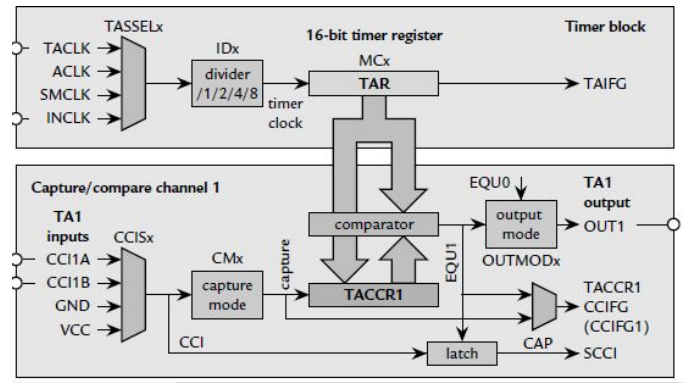 TASSELx
16-bit timer register
Timer block
TACLK
ACLK
SMCLK
INCLK
IDx
divider
/1/2/4/8
timer
clock
MCx
TAR
TAIFG
Capture/compare channel 1
TA1
inputs
CCISx
CCI1A
CCI1B
GND
VCC
CMx
capture
mode
capture
CCI
comparator
TACCR1
EQU0
EQU1
output
mode
OUTMODx
TA1
output
OUT1
TACCR1
CCIFG
(CCIFG1)
latch
CAP
SCCI